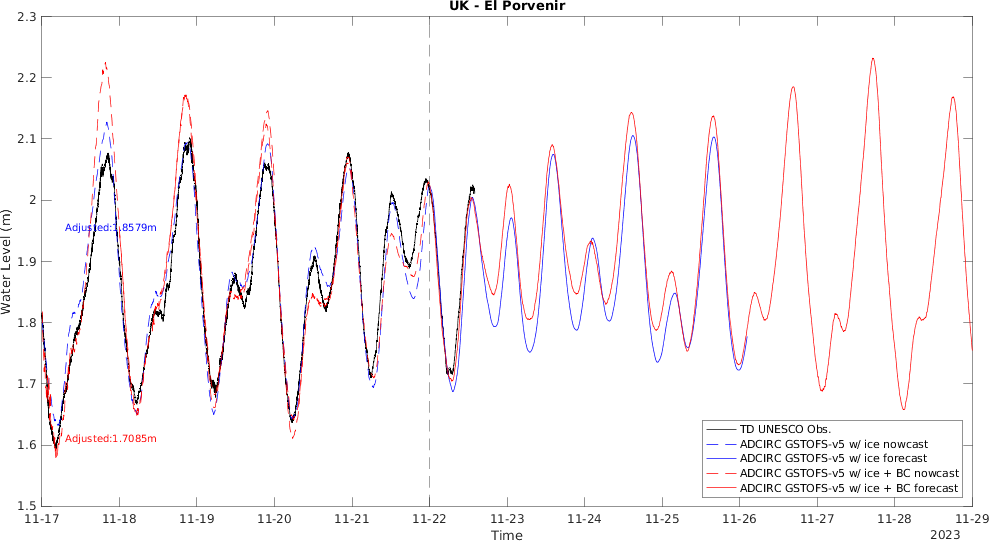 UK - El Porvenir
2.3
2.2
2.1
2
1.9
1.8
1.7
1.6
1.5
Water Level (m)
Adjusted:1.8579m
Adjusted:1.7085m
TD UNESCO Obs.
ADCIRC GSTOFS-v5 w/ ice nowcast
ADCIRC GSTOFS-v5 w/ ice forecast
ADCIRC GSTOFS-v5 w/ ice + BC nowcast
ADCIRC GSTOFS-v5 w/ ice + BC forecast
11-17 11-18 11-19 11-20 11-21 11-22 11-23 11-24 11-25 11-26 11-27 11-28 11-29
Time
2023